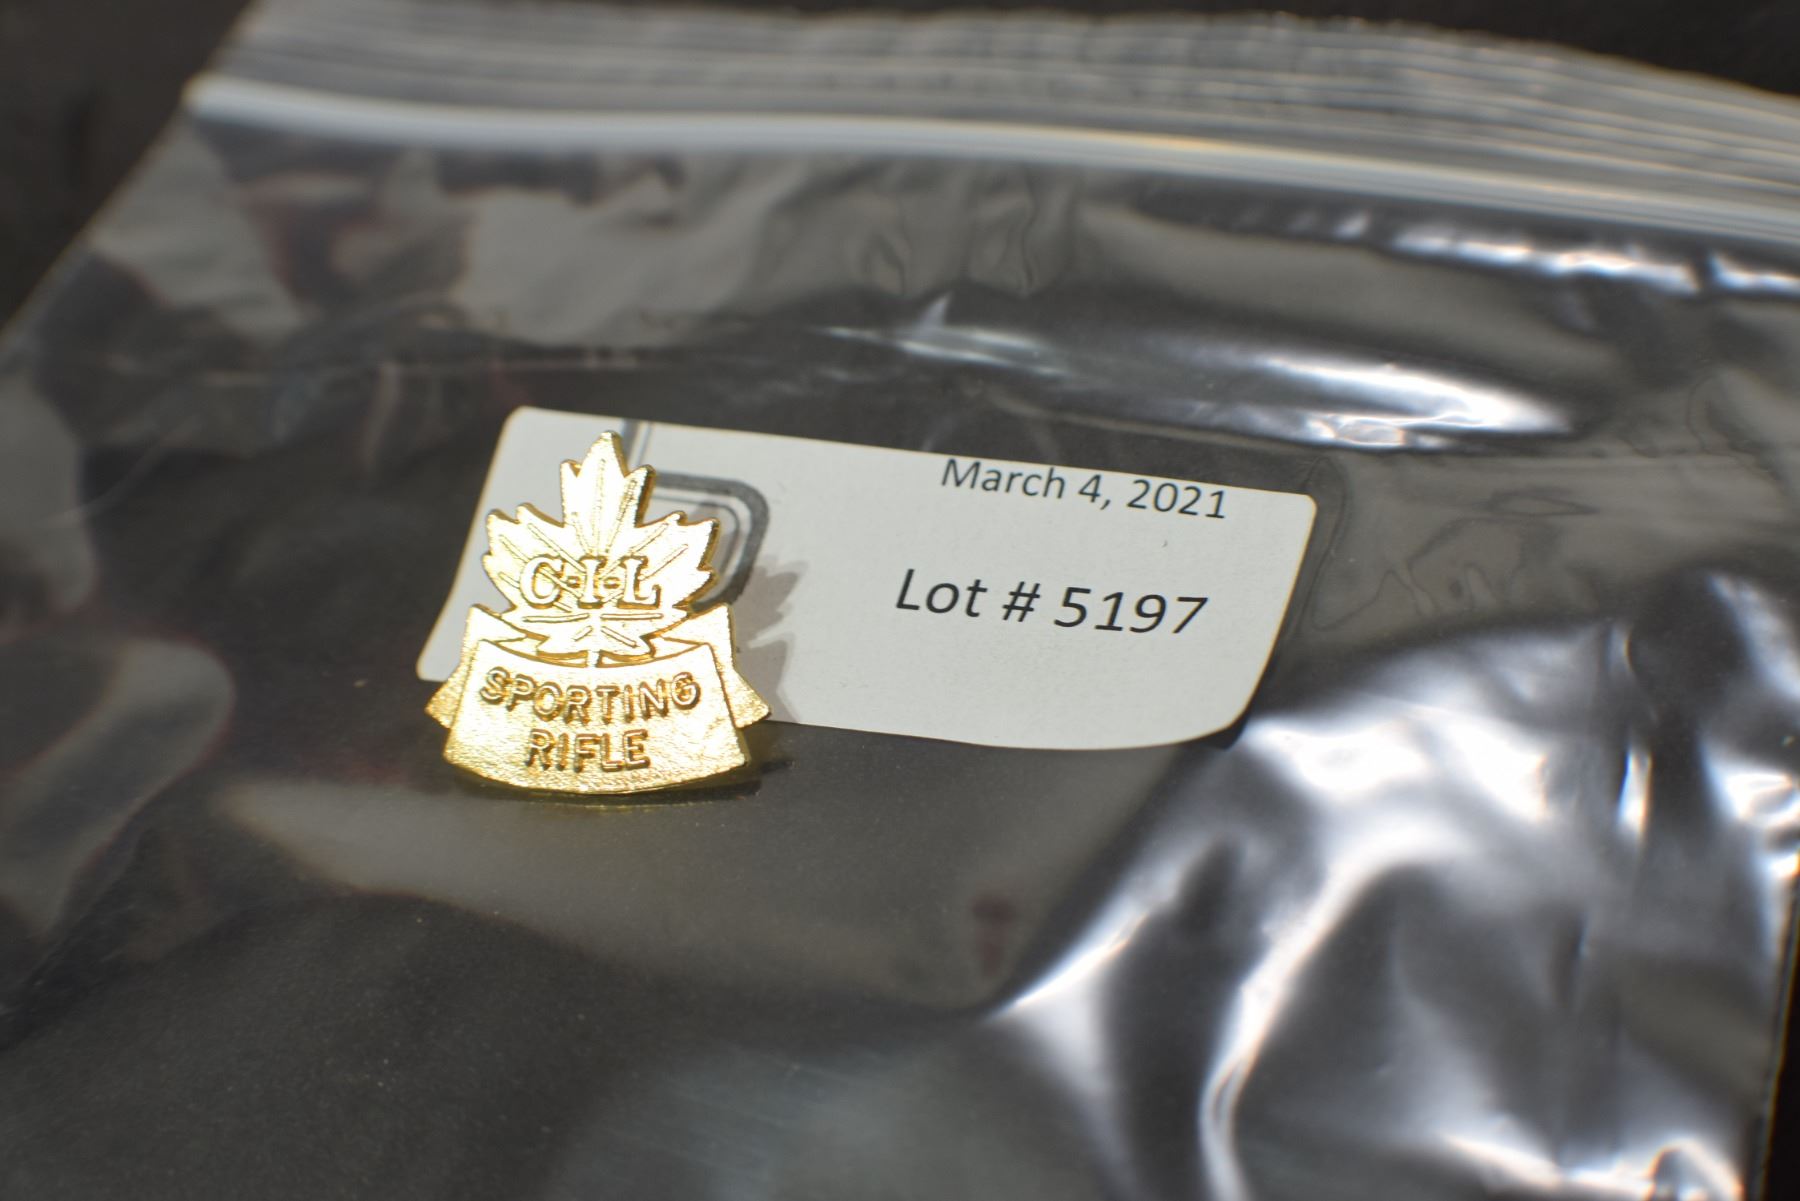 March 4, 2021
Lot # 5197
C-I-L
SPORTING
RIFLE